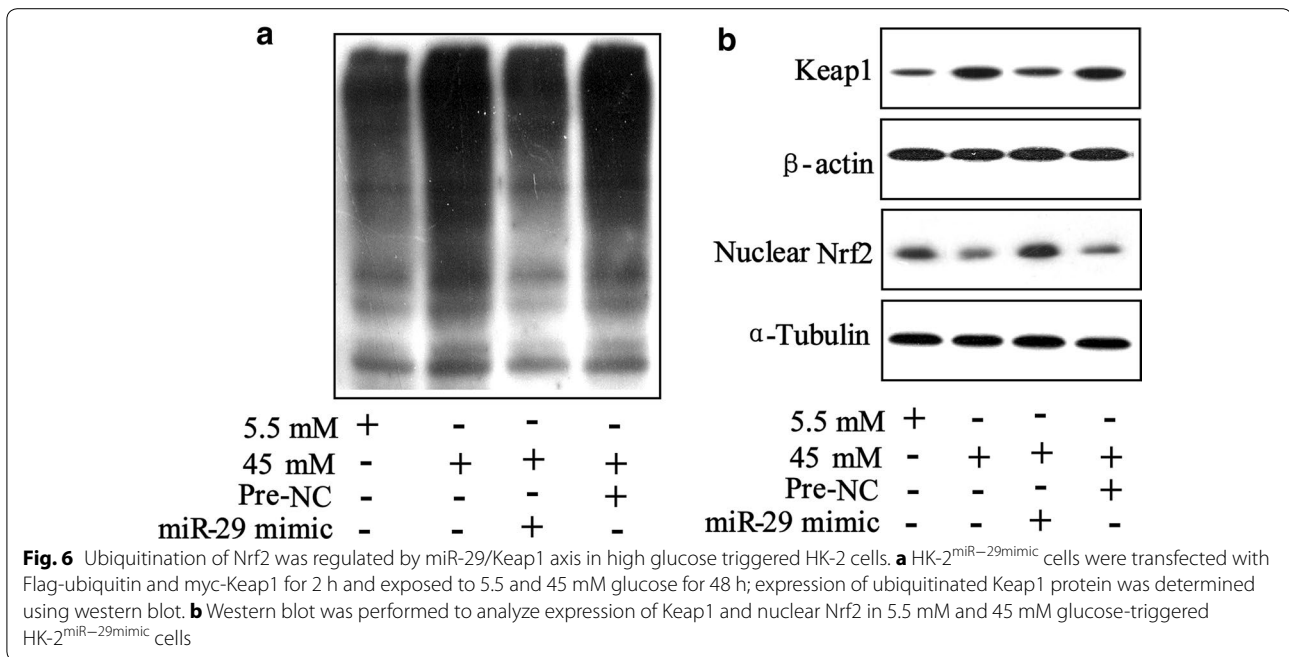 a
b
Keap1
β-actin
Nuclear Nrf2
α-Tubulin
5.5 mM + - - -
45 mM - + + +
Pre-NC - - - +
miR-29 mimic - - + -
5.5 mM + - - -
45 mM - + + +
Pre-NC - - - +
miR-29 mimic - - + -
Fig. 6 Ubiquitination of Nrf2 was regulated by miR-29/Keap1 axis in high glucose triggered HK-2 cells. a HK-2miR−29mimic cells were transfected with
Flag-ubiquitin and myc-Keap1 for 2 h and exposed to 5.5 and 45 mM glucose for 48 h; expression of ubiquitinated Keap1 protein was determined
using western blot. b Western blot was performed to analyze expression of Keap1 and nuclear Nrf2 in 5.5 mM and 45 mM glucose-triggered
HK-2miR−29mimic cells